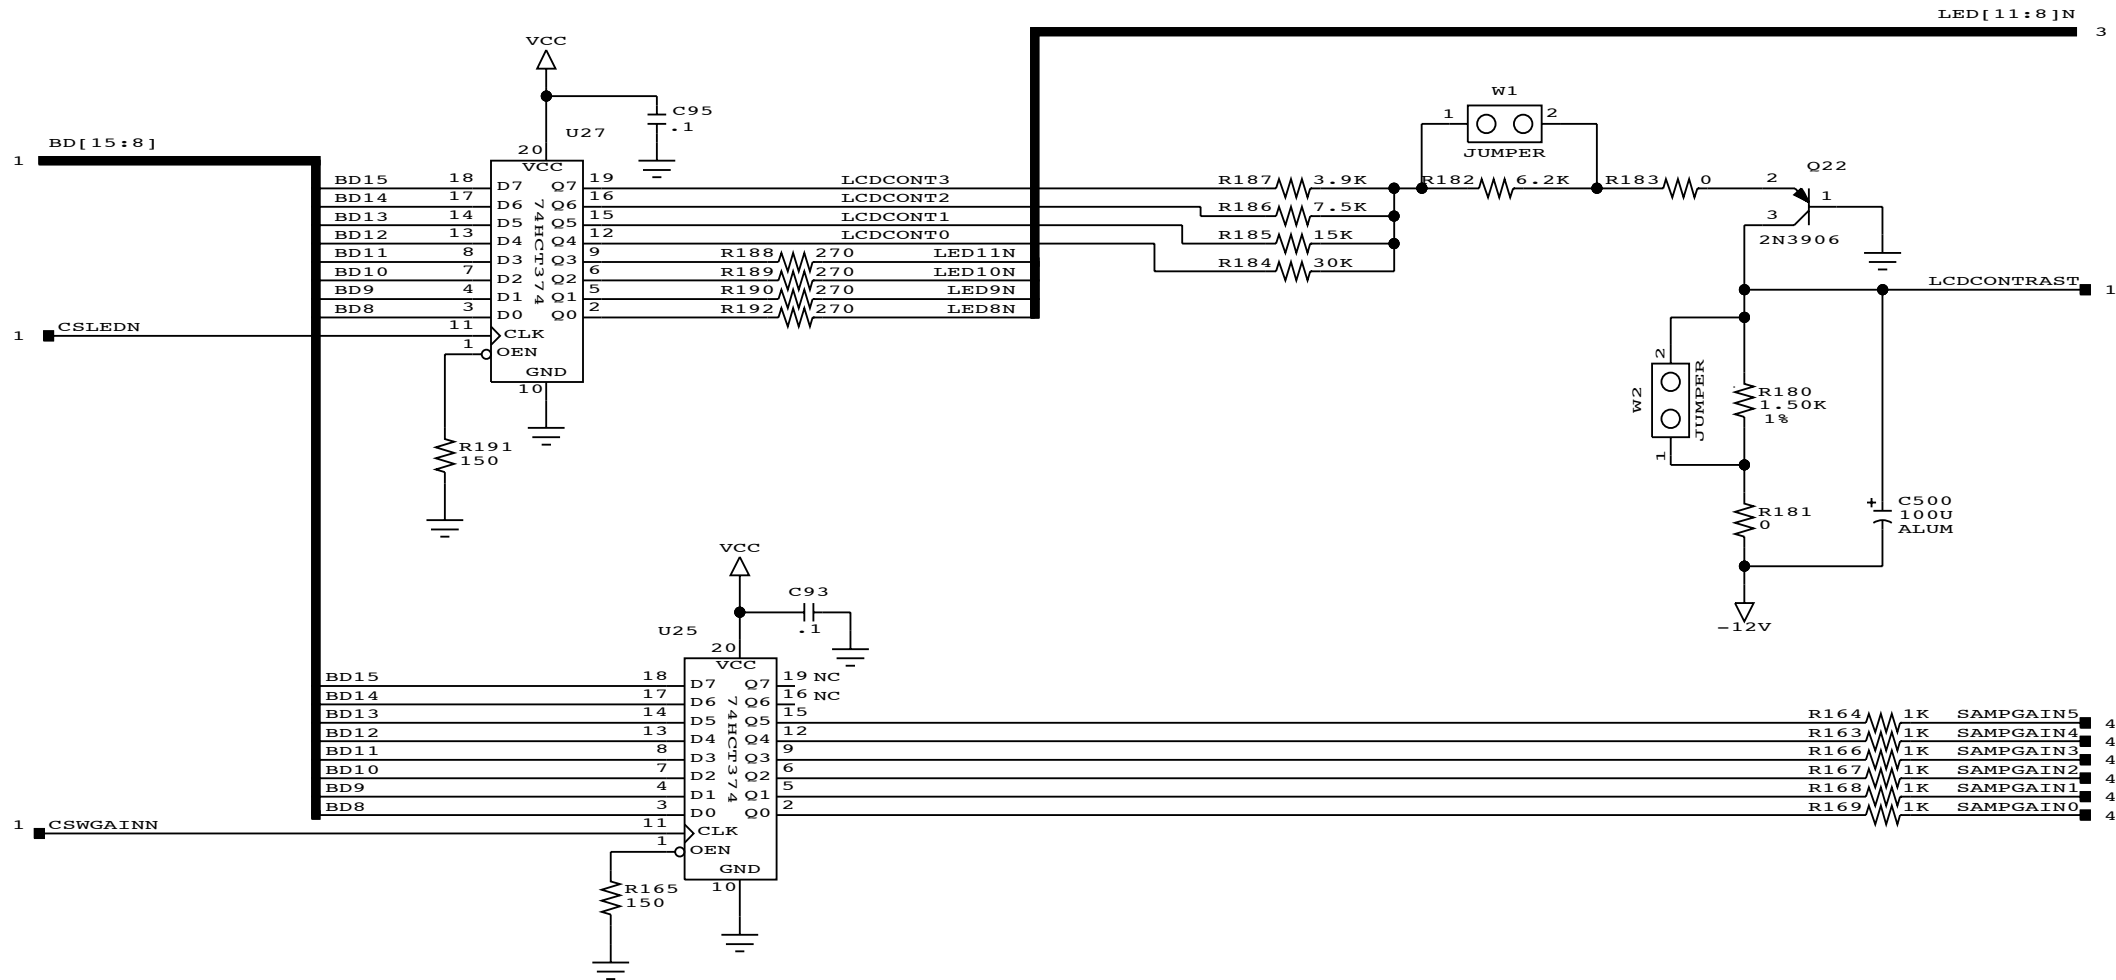 LED[11:8]N
3
VCC
W1
1 2
JUMPER
C95
.1
U27
BD[15:8]
1
20
VCC
Q22
BD15 18 D7 Q7 19 LCDCONT3 R187 3.9K R182 6.2K R183 0 2
1
BD14 17 D6 Q6 16 LCDCONT2 R186 7.5K
BD13 14 D5 Q5 15 LCDCONT1 3
BD12 13 D4 Q4 12 LCDCONT0 R185 15K
2N3906
BD11 8 D3 Q3 9 R188 270 LED11N
R184 30K
BD10 7 D2 Q2 6 R189 270 LED10N
BD9 4 D1 Q1 5 R190 270 LED9N
BD8 3 D0 Q0 2 R192 270 LED8N
74HCT374
LCDCONTRAST 1
1 CSLEDN 11 CLK
1 OEN
GND
10
2
W2
JUMPER
1
R180
1.50K
1%
R191
150
R181
0
+ C500
100U
ALUM
-12V
VCC
C93
.1
U25
20
VCC
BD15 18 D7 Q7 19 NC
BD14 17 D6 Q6 16 NC
BD13 14 D5 Q5 15 R164 1K SAMPGAIN5 4
BD12 13 D4 Q4 12 R163 1K SAMPGAIN4 4
BD11 8 D3 Q3 9 R166 1K SAMPGAIN3 4
BD10 7 D2 Q2 6 R167 1K SAMPGAIN2 4
BD9 4 D1 Q1 5 R168 1K SAMPGAIN1 4
BD8 3 D0 Q0 2 R169 1K SAMPGAIN0 4
74HCT374
1 CSWGAINN 11 CLK
1 OEN
GND
10
R165
150